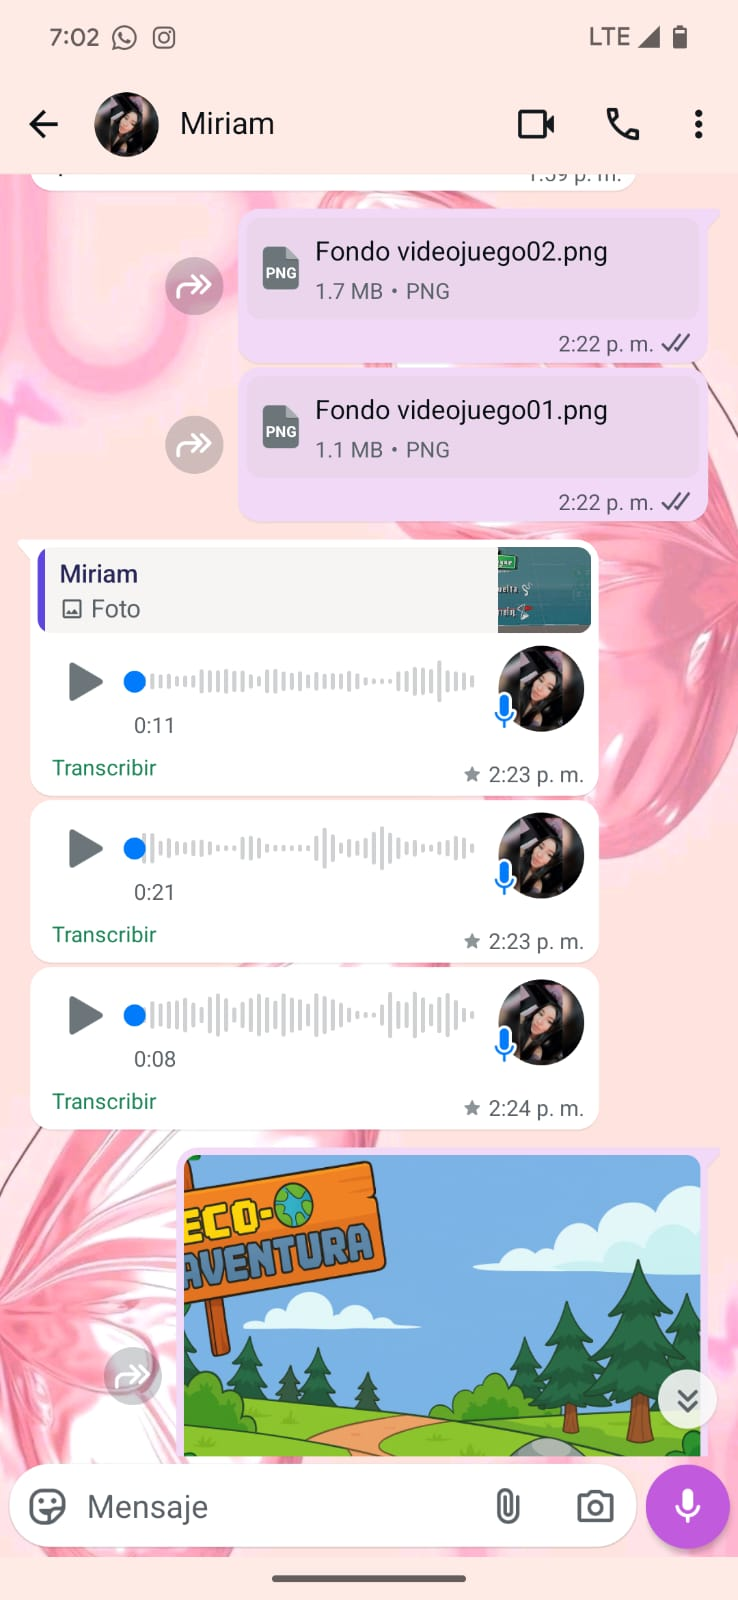 7:02
LTE
Miriam
PNG
Fondo videojuego02.png
1.7 MB • PNG
2:22 p. m.
PNG
Fondo videojuego01.png
1.1 MB • PNG
2:22 p. m.
Miriam
Foto
0:11
Transcribir
2:23 p. m.
0:21
Transcribir
2:23 p. m.
0:08
Transcribir
2:24 p. m.
ECO-
AVENTURA
Mensaje